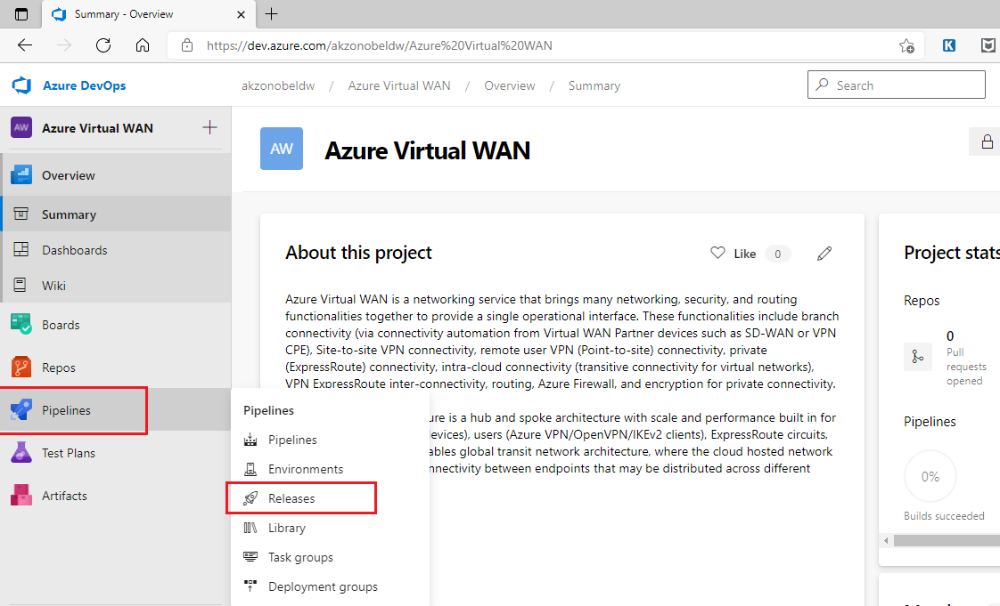 Summary - Overview
https://dev.azure.com/akzonobeldw/Azure%20Virtual%20WAN
K
Azure DevOps
akzonobeldw / Azure Virtual WAN / Overview / Summary
Search
AW Azure Virtual WAN
Overview
Summary
Dashboards
Wiki
Boards
Repos
Pipelines
Test Plans
Artifacts
AW Azure Virtual WAN
About this project
Like 0
Azure Virtual WAN is a networking service that brings many networking, security, and routing
functionalities together to provide a single operational interface. These functionalities include branch
connectivity (via connectivity automation from Virtual WAN Partner devices such as SD-WAN or VPN
CPE), Site-to-site VPN connectivity, remote user VPN (Point-to-site) connectivity, private
(ExpressRoute) connectivity, intra-cloud connectivity (transitive connectivity for virtual networks),
VPN ExpressRoute inter-connectivity, routing, Azure Firewall, and encryption for private connectivity.
ure is a hub and spoke architecture with scale and performance built in for
devices), users (Azure VPN/OpenVPN/IKEv2 clients), ExpressRoute circuits,
ables global transit network architecture, where the cloud hosted network
nnectivity between endpoints that may be distributed across different
Pipelines
Pipelines
Environments
Releases
Library
Task groups
Deployment groups
Project stats
Repos
0
Pull
requests
opened
Pipelines
0%
Builds succeeded